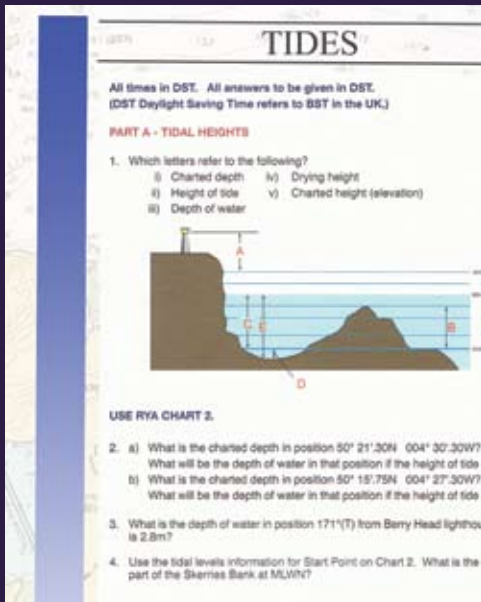 TIDES
All times in DST. All answers to be given in DST.
(DST Daylight Saving Time refers to BST in the UK.)
PART A - TIDAL HEIGHTS
1. Which letters refer to the following?
i) Charted depth iv) Drying height
ii) Height of tide v) Charted height (elevation)
iii) Depth of water
A
C E B
D
USE RYA CHART 2.
2. a) What is the charted depth in position 50° 21'.30N 004° 30'.30W?
What will be the depth of water in that position if the height of tide
b) What is the charted depth in position 50° 15'.75N 004° 27'.30W?
What will be the depth of water in that position if the height of tide
3. What is the depth of water in position 171°(T) from Berry Head lighthou
is 2.8m?
4. Use the tidal levels information for Start Point on Chart 2. What is the
part of the Skerries Bank at MLWN?